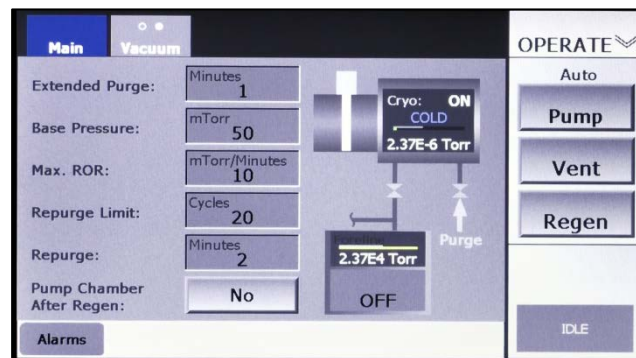 Main
Vacuum
OPERATE
Extended Purge:
Minutes
1
Base Pressure:
mTorr
50
Max. ROR:
mTorr/Minutes
10
Repurge Limit:
Cycles
20
Repurge:
Minutes
2
Pump Chamber
After Regen:
No
Cryo: ON
COLD
2.37E-6 Torr
Purge
Foreline
2.37E4 Torr
OFF
Auto
Pump
Vent
Regen
IDLE
Alarms